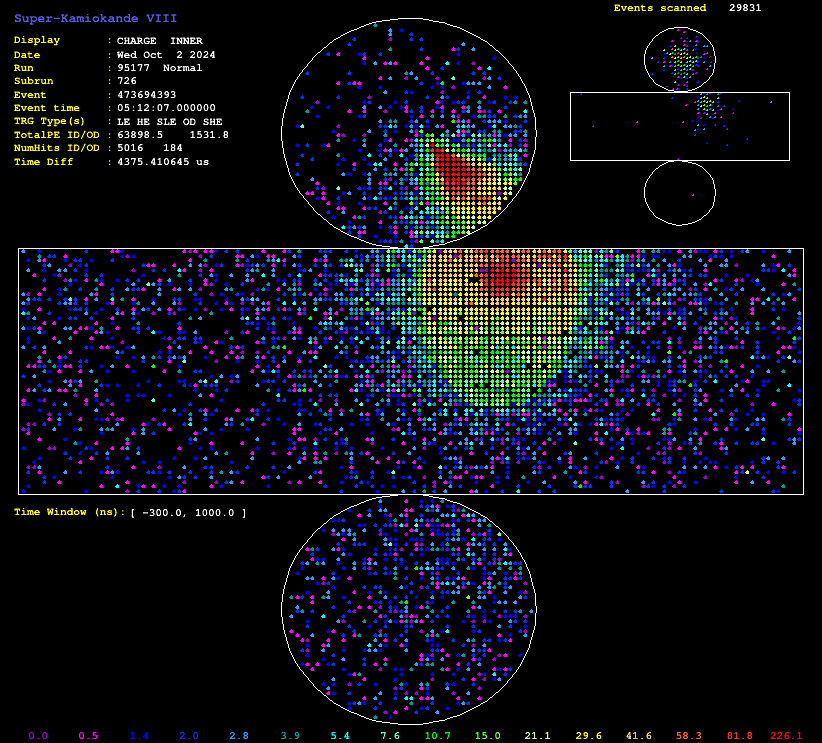 Events scanned 29831
Super-Kamiokande VIII
Display : CHARGE INNER
Date : Wed Oct 2 2024
Run : 95177 Normal
Subrun : 726
Event : 473694393
Event time : 05:12:07.000000
TRG Type(s) : LE HE SLE OD SHE
TotalPE ID/OD : 63898.5 1531.8
NumHits ID/OD : 5016 184
Time Diff : 4375.410645 us
Time Window (ns): [ -300.0, 1000.0 ]
0.0 0.5 1.4 2.0 2.8 3.9 5.4 7.6 10.7 15.0 21.1 29.6 41.6 58.3 81.8 226.1